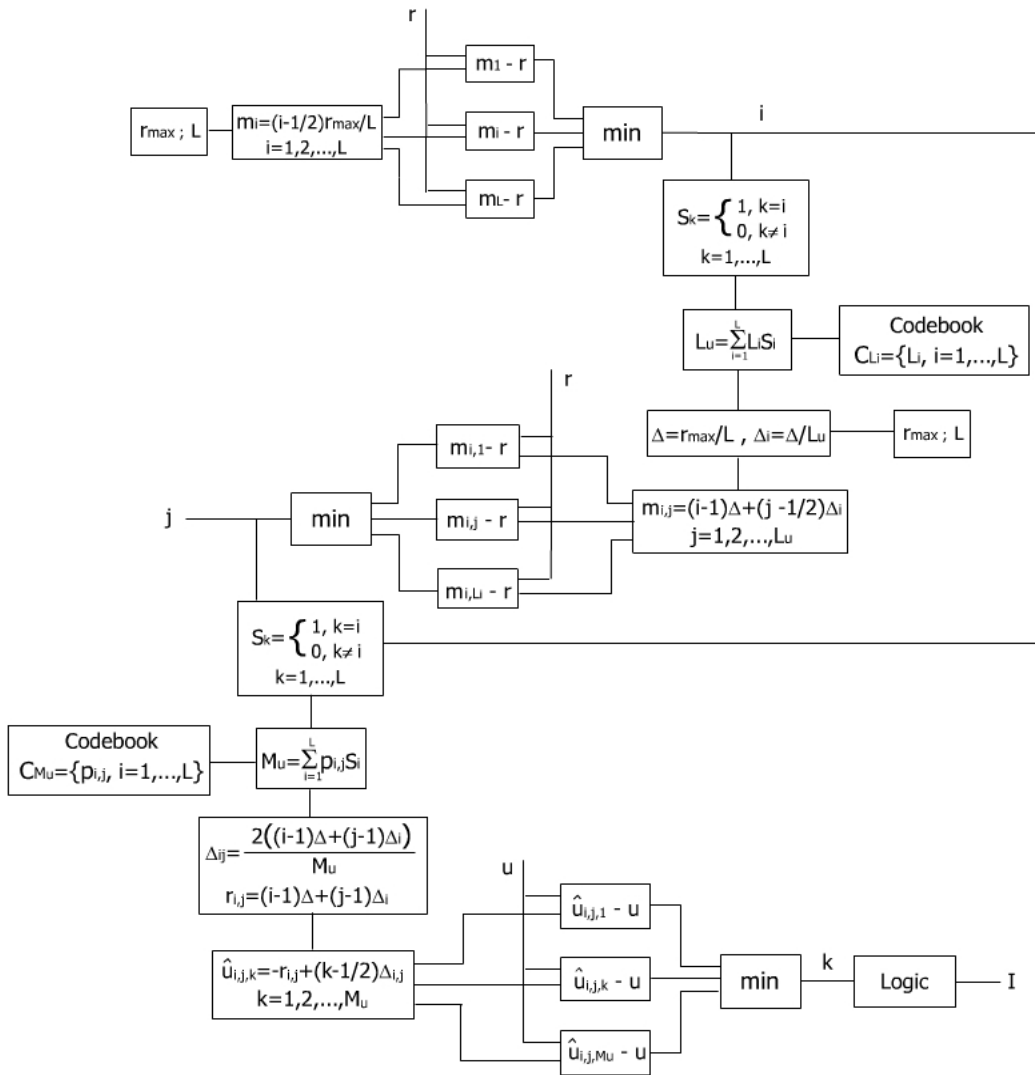 r
m1 - r
rmax ; L
mi=(i-1/2)rmax/L
i=1,2,...,L
mi - r
min
i
mL - r
Sk={ 1, k=i
0, k≠i
k=1,...,L
Lu=∑LiSi
L
i=1
Codebook
CLi={Li, i=1,...,L}
r
Δ=rmax/L , Δi=Δ/Lu
rmax ; L
mi,1- r
j
min
mi,j - r
mi,j=(i-1)Δ+(j -1/2)Δi
j=1,2,...,Lu
mi,Li - r
Sk={ 1, k=i
0, k≠i
k=1,...,L
Codebook
CMu={pi,j, i=1,...,L}
Mu=∑pi,jSi
L
i=1
Δij= 2((i-1)Δ+(j-1)Δi)
Mu
ri,j=(i-1)Δ+(j-1)Δi
u
ûi,j,1 - u
ûi,j,k=-ri,j+(k-1/2)Δi,j
k=1,2,...,Mu
ûi,j,k - u
min
k
Logic
I
ûi,j,Mu - u